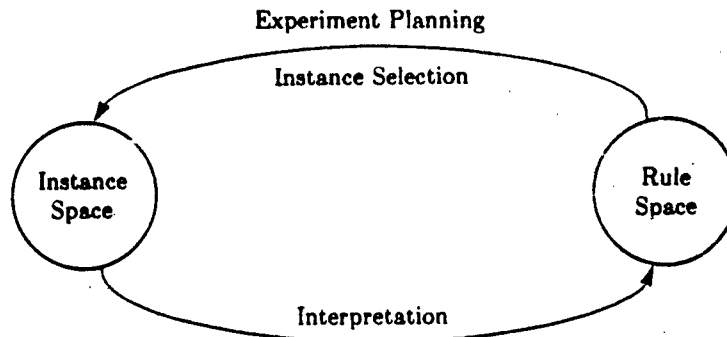 Experiment Planning
Instance Selection
Instance
Space
Rule
Space
Interpretation